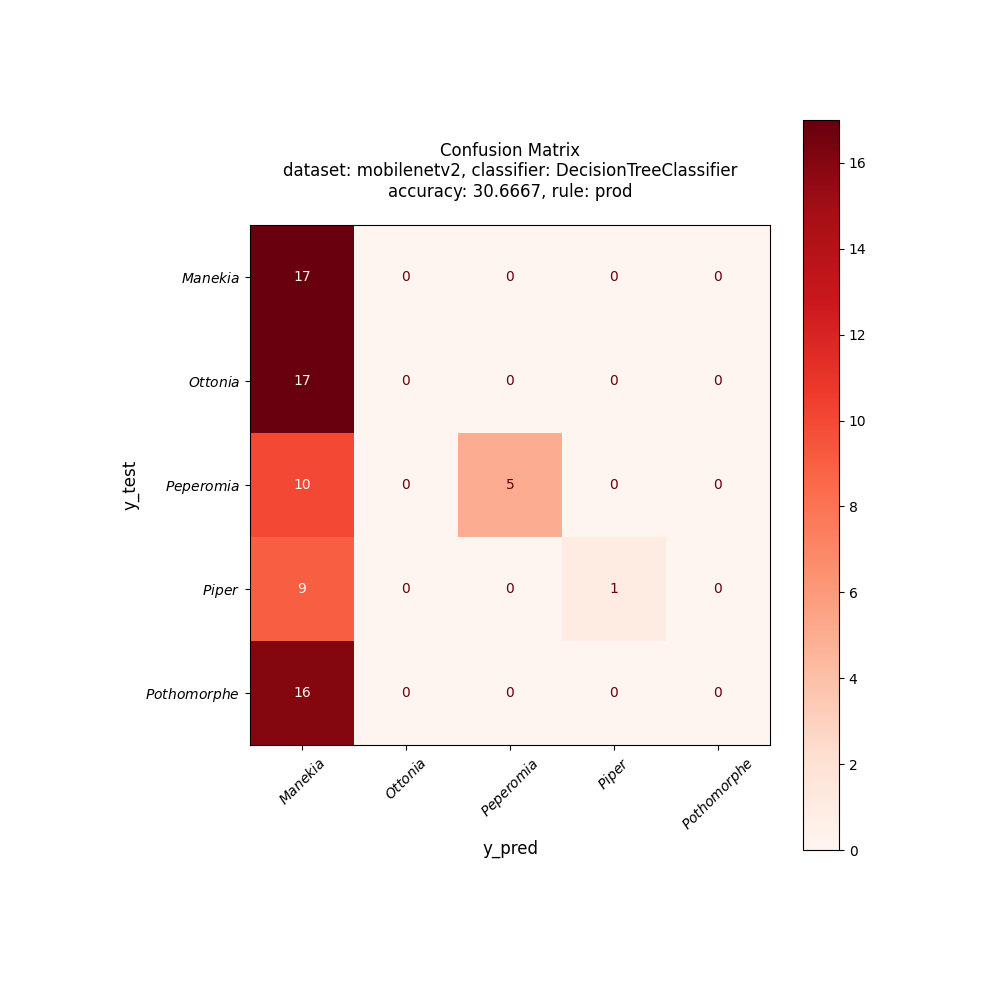 Confusion Matrix
dataset: mobilenetv2, classifier: DecisionTreeClassifier
accuracy: 30.6667, rule: prod
y_test
Manekia 17 0 0 0 0
Ottonia 17 0 0 0 0
Peperomia 10 0 5 0 0
Piper 9 0 0 1 0
Pothomorphe 16 0 0 0 0
Manekia Ottonia Peperomia Piper Pothomorphe
y_pred
16
14
12
10
8
6
4
2
0